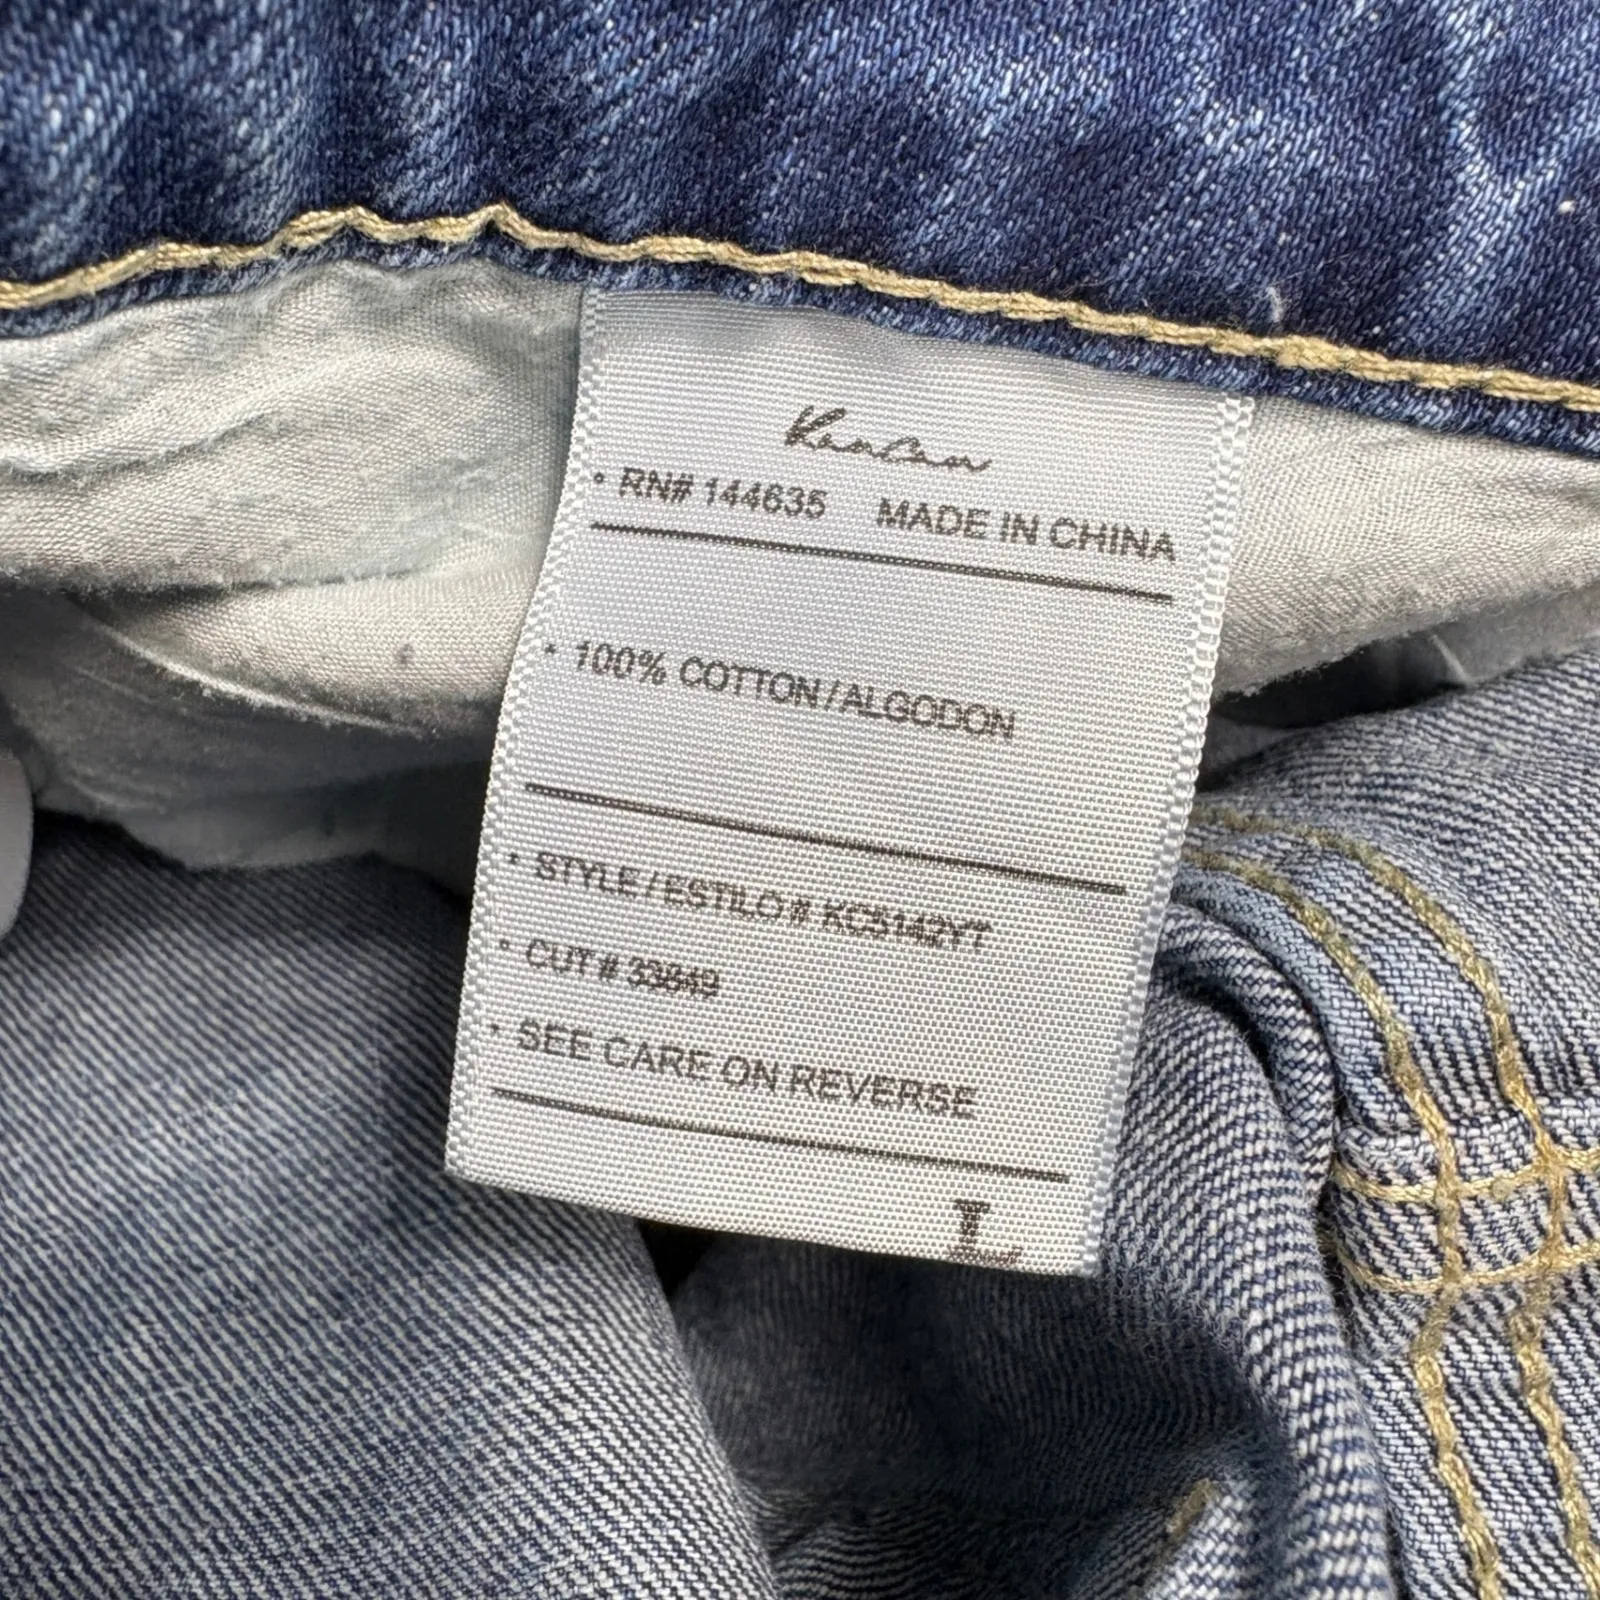 KanCan
• RN# 144635 MADE IN CHINA
• 100% COTTON / ALGODON
• STYLE / ESTILO # KC5142YT
• CUT # 33849
• SEE CARE ON REVERSE
L